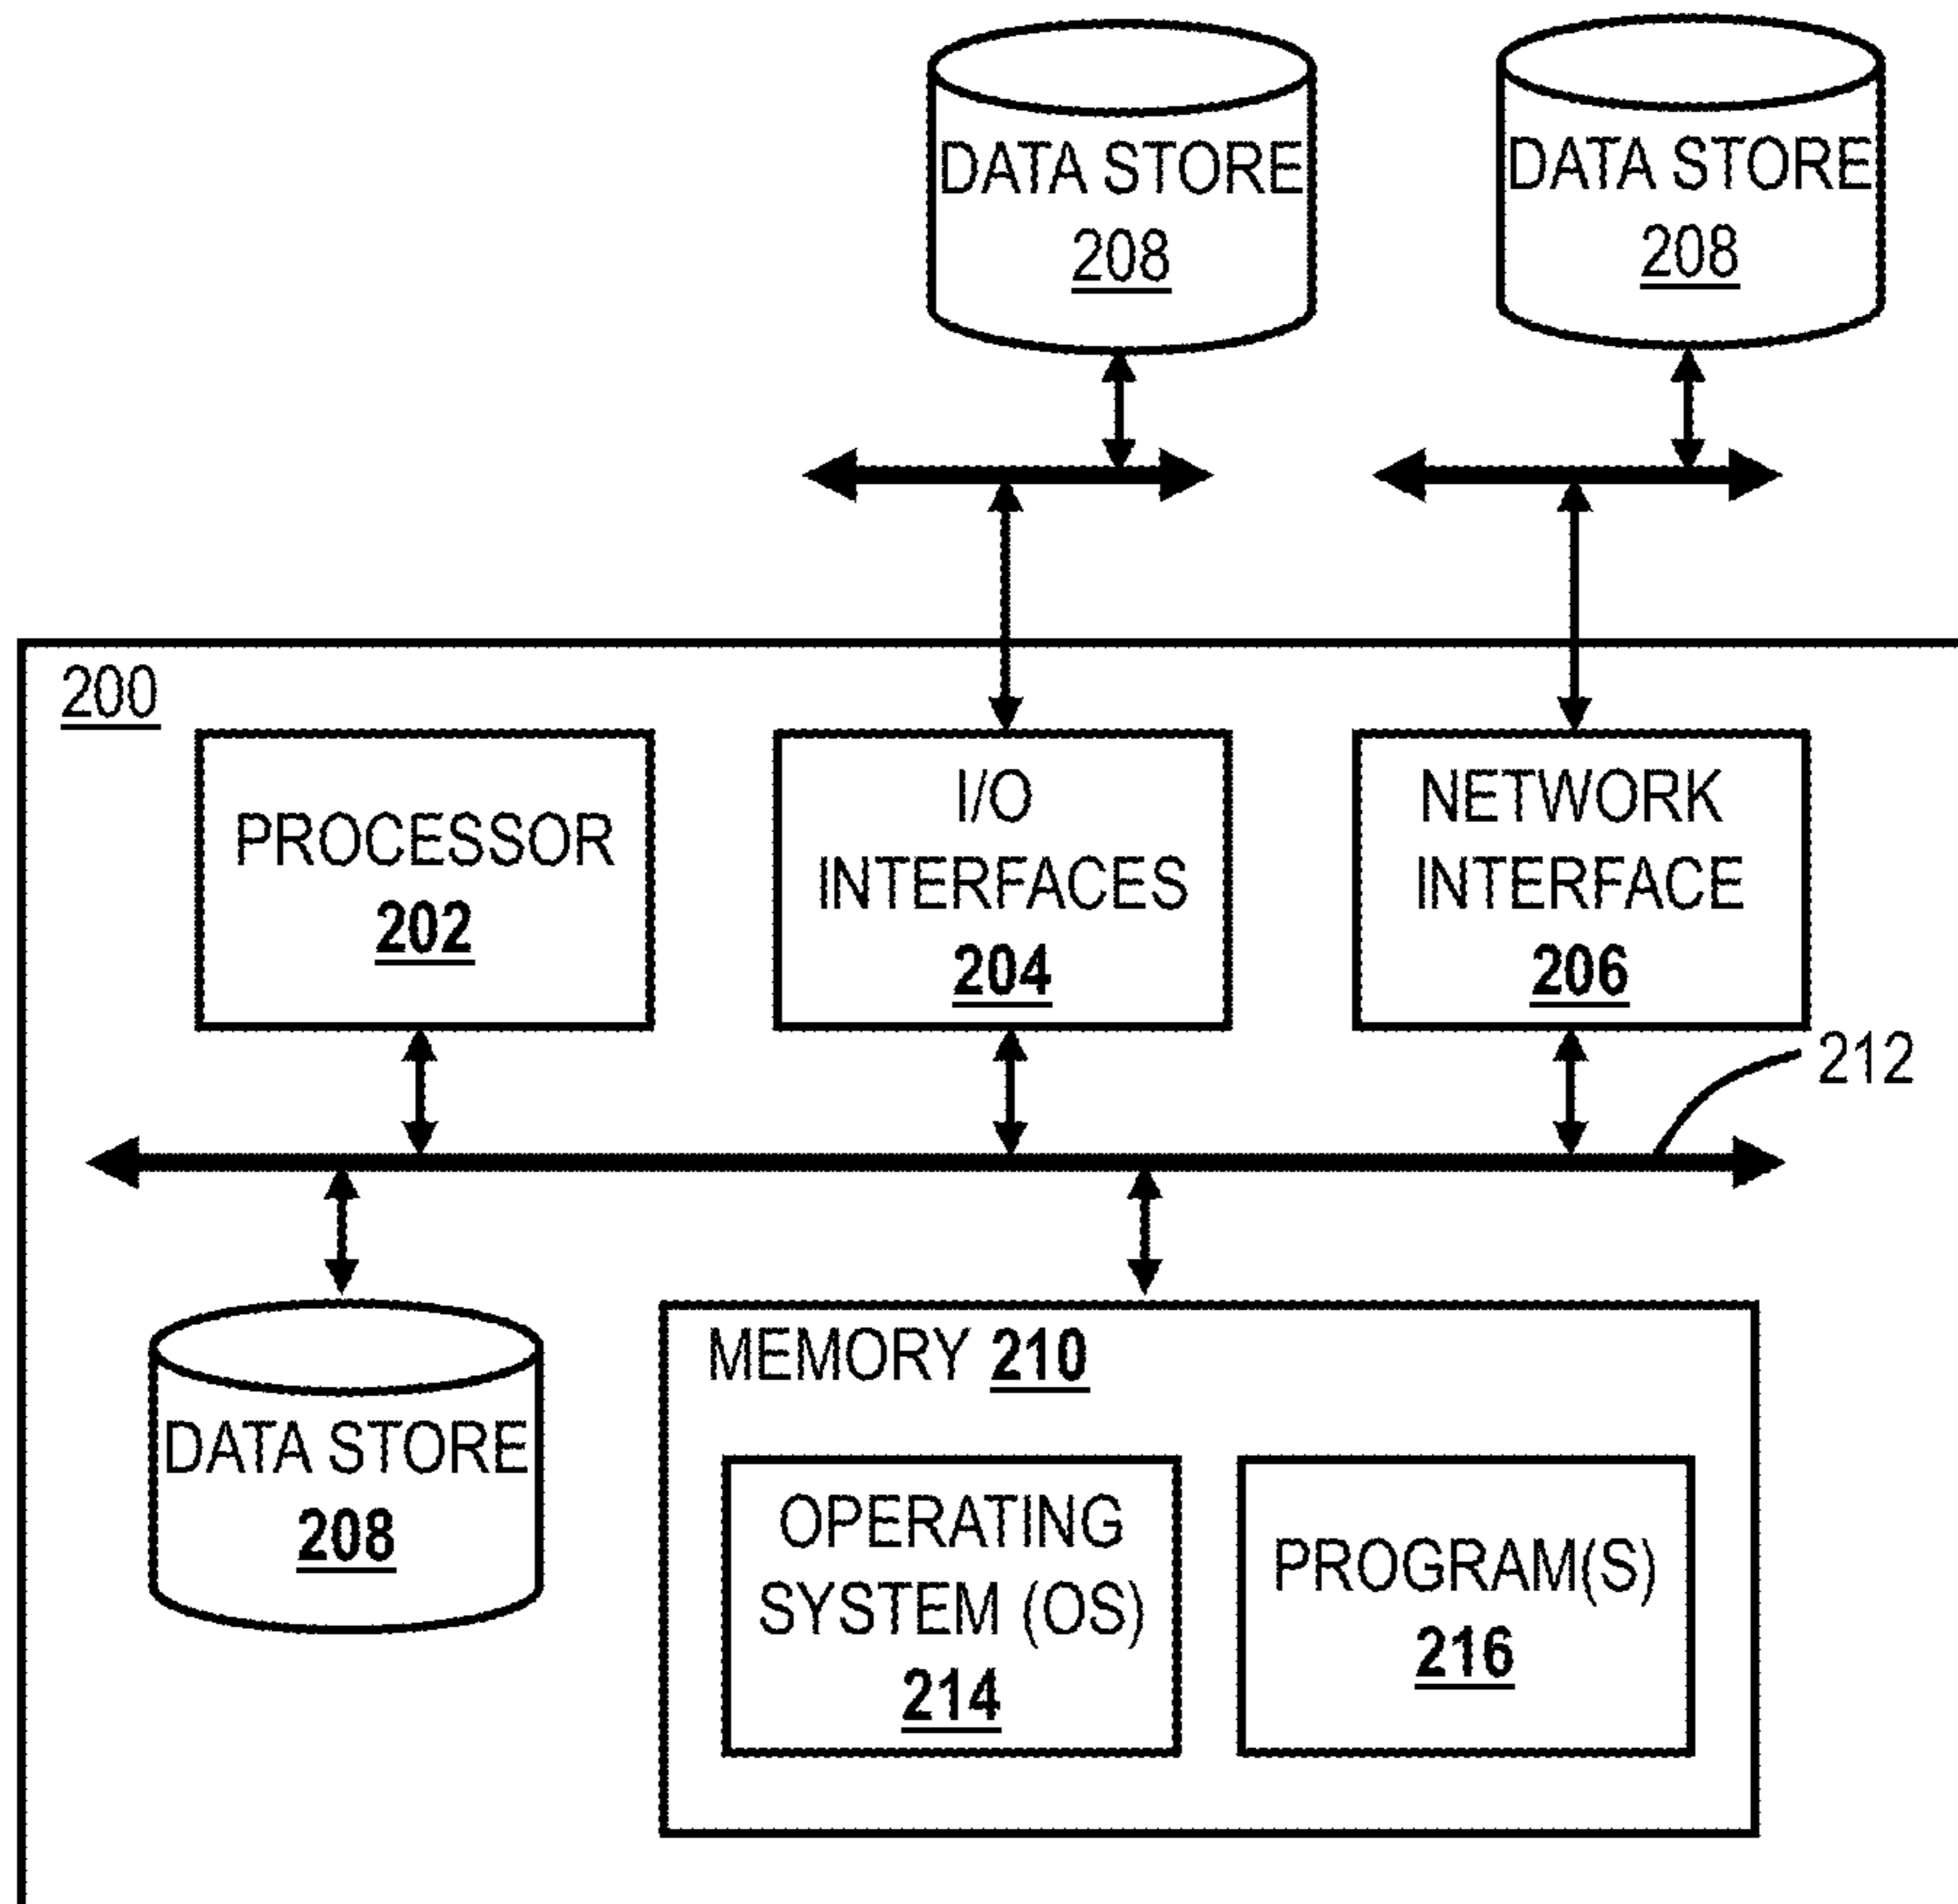 DATA STORE
208
DATA STORE
208
200
PROCESSOR
202
I/O
INTERFACES
204
NETWORK
INTERFACE
206
212
DATA STORE
208
MEMORY 210
OPERATING
SYSTEM (OS)
214
PROGRAM(S)
216